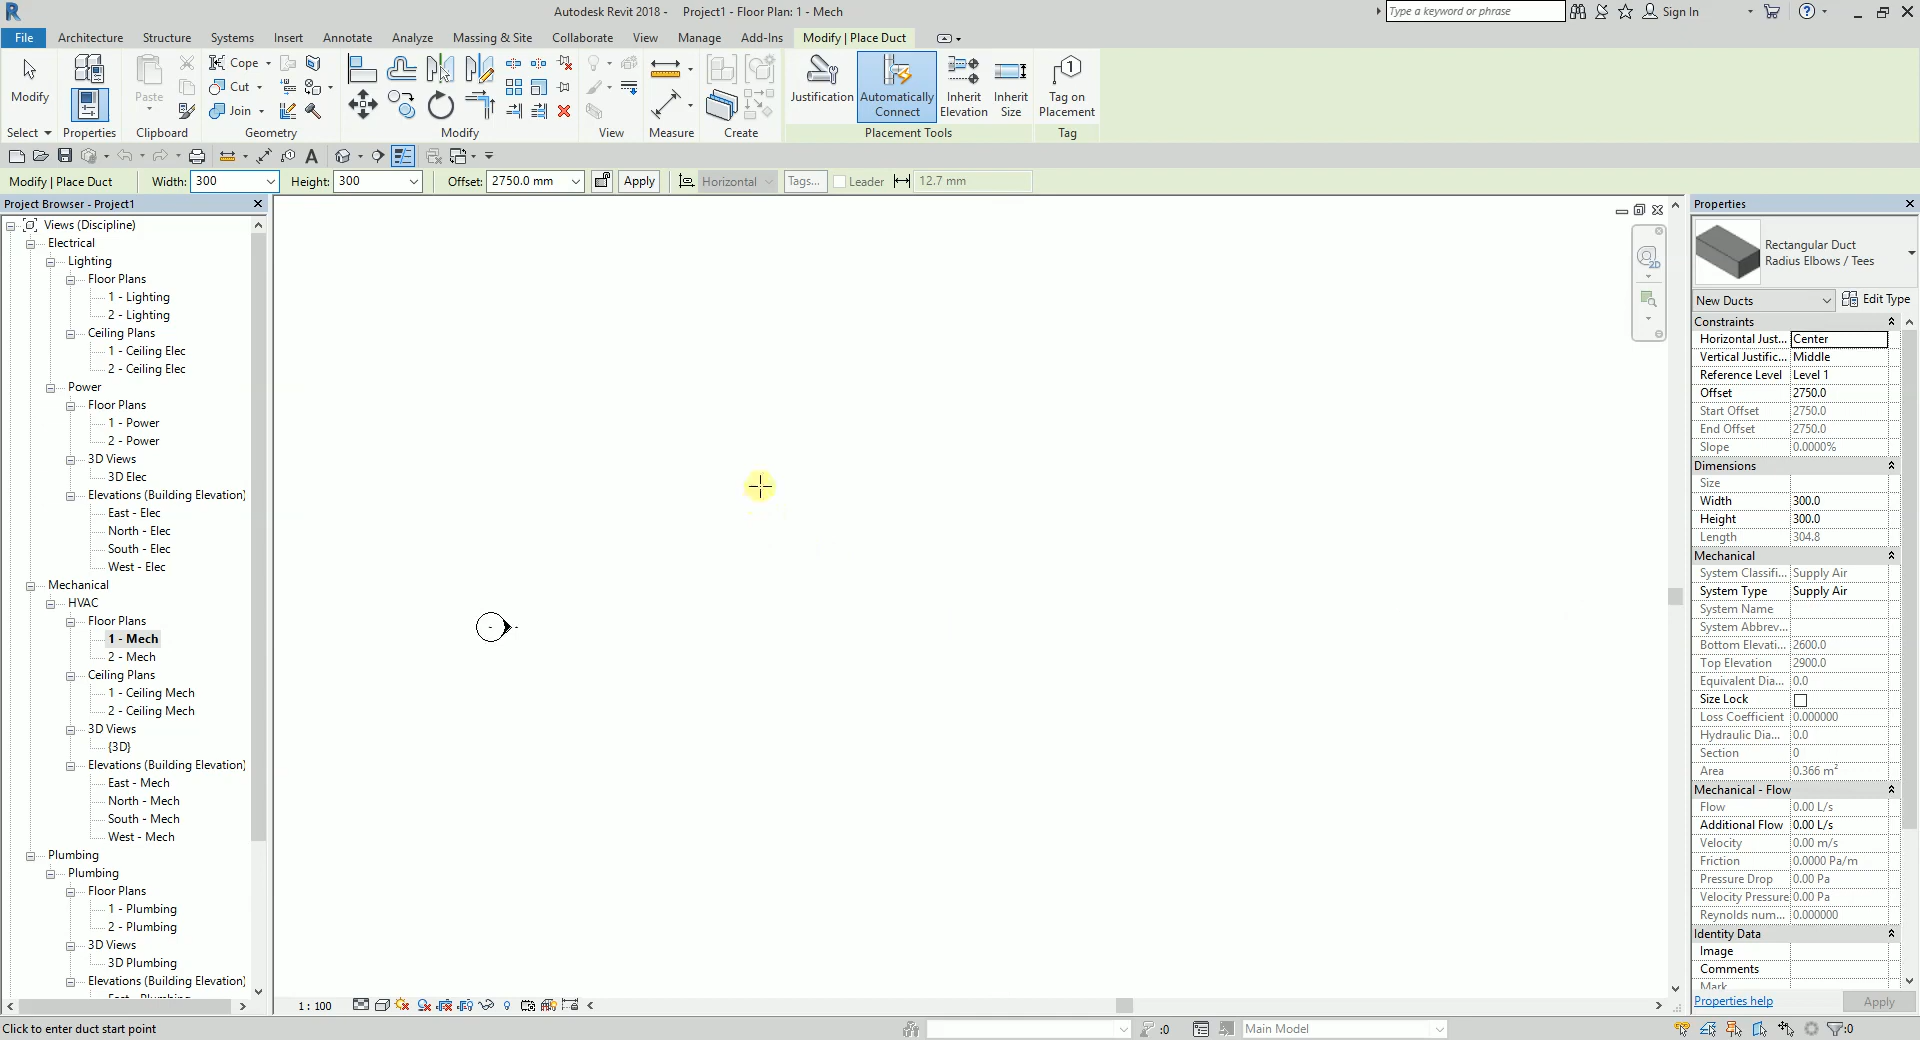 Autodesk Revit 2018 - Project1 - Floor Plan: 1 - Mech
Type a keyword or phrase
Sign In
File Architecture Structure Systems Insert Annotate Analyze Massing & Site Collaborate View Manage Add-Ins Modify | Place Duct
Modify
Paste
Cope
Cut
Join
Justification
Automatically Connect
Inherit Elevation
Inherit Size
Tag on Placement
Select Properties Clipboard Geometry Modify View Measure Create Placement Tools Tag
Modify | Place Duct Width: 300 Height: 300 Offset: 2750.0 mm Apply Horizontal Tags... Leader 12.7 mm
Project Browser - Project1
Views (Discipline)
Electrical
Lighting
Floor Plans
1 - Lighting
2 - Lighting
Ceiling Plans
1 - Ceiling Elec
2 - Ceiling Elec
Power
Floor Plans
1 - Power
2 - Power
3D Views
3D Elec
Elevations (Building Elevation)
East - Elec
North - Elec
South - Elec
West - Elec
Mechanical
HVAC
Floor Plans
1 - Mech
2 - Mech
Ceiling Plans
1 - Ceiling Mech
2 - Ceiling Mech
3D Views
{3D}
Elevations (Building Elevation)
East - Mech
North - Mech
South - Mech
West - Mech
Plumbing
Plumbing
Floor Plans
1 - Plumbing
2 - Plumbing
3D Views
3D Plumbing
Elevations (Building Elevation)
East - Plumbing
2D
1 : 100
Properties
Rectangular Duct
Radius Elbows / Tees
New Ducts Edit Type
Constraints
Horizontal Just... Center
Vertical Justific... Middle
Reference Level Level 1
Offset 2750.0
Start Offset 2750.0
End Offset 2750.0
Slope 0.0000%
Dimensions
Size
Width 300.0
Height 300.0
Length 304.8
Mechanical
System Classifi... Supply Air
System Type Supply Air
System Name
System Abbrev...
Bottom Elevati... 2600.0
Top Elevation 2900.0
Equivalent Dia... 0.0
Size Lock
Loss Coefficient 0.000000
Hydraulic Dia... 0.0
Section 0
Area 0.366 m²
Mechanical - Flow
Flow 0.00 L/s
Additional Flow 0.00 L/s
Velocity 0.00 m/s
Friction 0.0000 Pa/m
Pressure Drop 0.00 Pa
Velocity Pressure 0.00 Pa
Reynolds num... 0.000000
Identity Data
Image
Comments
Mark
Properties help Apply
Click to enter duct start point :0 Main Model :0